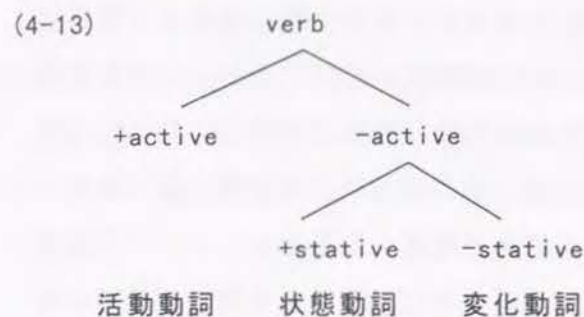 (4-13) verb
+active -active
+stative -stative
活動動詞 状態動詞 変化動詞